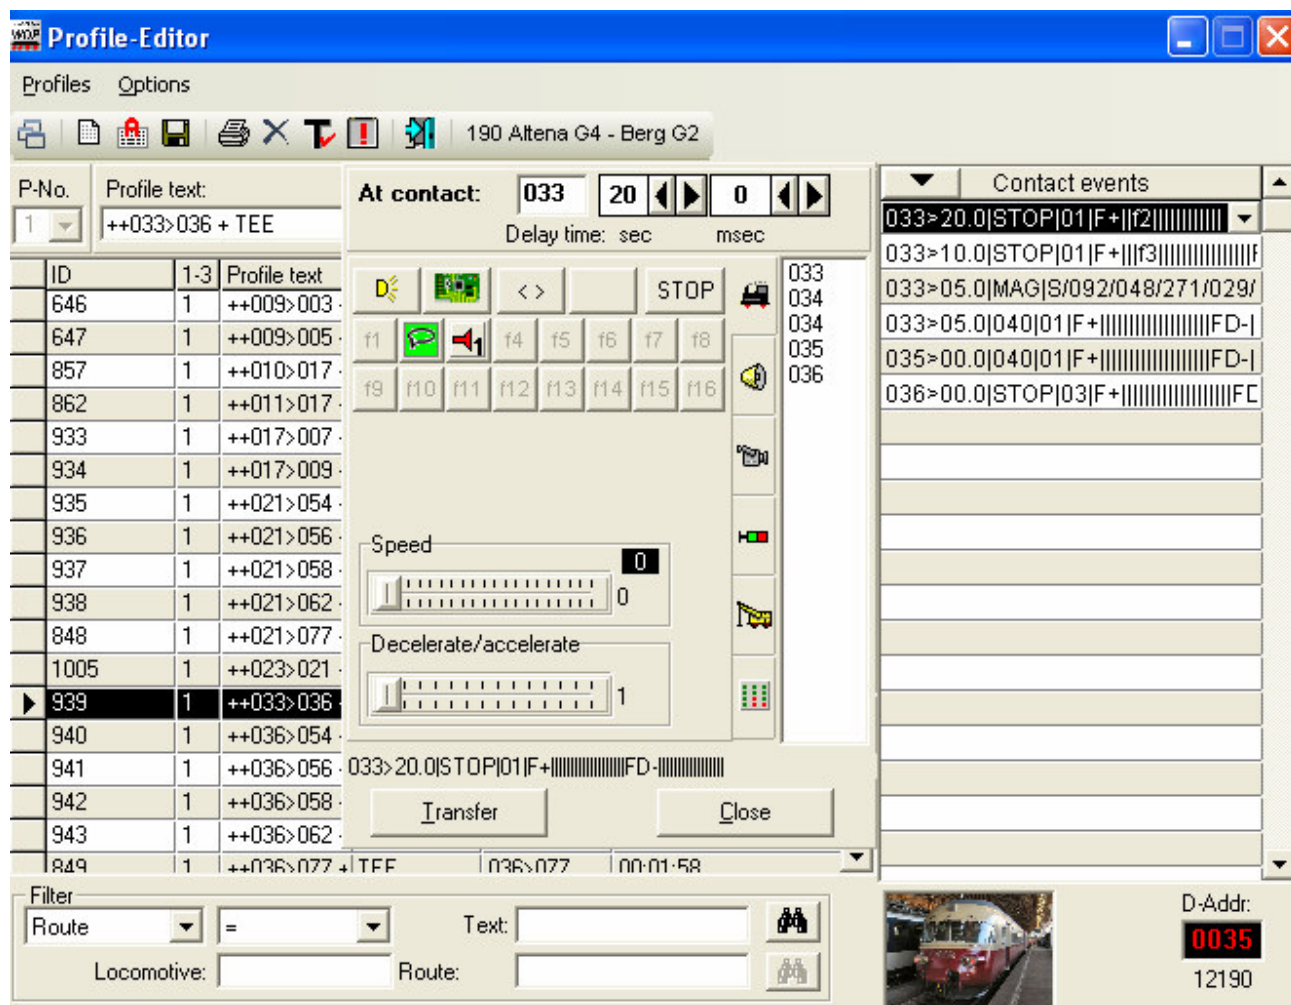 WDP Profile-Editor
Profiles Options
190 Altena G4 - Berg G2
P-No. Profile text:
1 ++033>036 + TEE
ID 1-3 Profile text
646 1 ++009>003 -
647 1 ++009>005 -
857 1 ++010>017 -
862 1 ++011>017 -
933 1 ++017>007 -
934 1 ++017>009 -
935 1 ++021>054 -
936 1 ++021>056 -
937 1 ++021>058 -
938 1 ++021>062 -
848 1 ++021>077 -
1005 1 ++023>021 -
939 1 ++033>036 -
940 1 ++036>054 -
941 1 ++036>056 -
942 1 ++036>058 -
943 1 ++036>062 -
849 1 ++036>077 + TEE 036>077 00:01:58
At contact: 033 20 0
Delay time: sec msec
D < > STOP
f1 1 f4 f5 f6 f7 f8
f9 f10 f11 f12 f13 f14 f15 f16
033
034
034
035
036
Speed
0
0
Decelerate/accelerate
1
033>20.0|STOP|01|F+||||||||||||||||||FD-||||||||||||||||
Transfer Close
Contact events
033>20.0|STOP|01|F+||f2||||||||||||
033>10.0|STOP|01|F+|||f3||||||||||||||||F
033>05.0|MAG|S/092/048/271/029/
033>05.0|040|01|F+|||||||||||||||||||FD-|
035>00.0|040|01|F+|||||||||||||||||||FD-|
036>00.0|STOP|03|F+|||||||||||||||||||FD
Filter
Route = Text:
Locomotive: Route:
D-Addr:
0035
12190